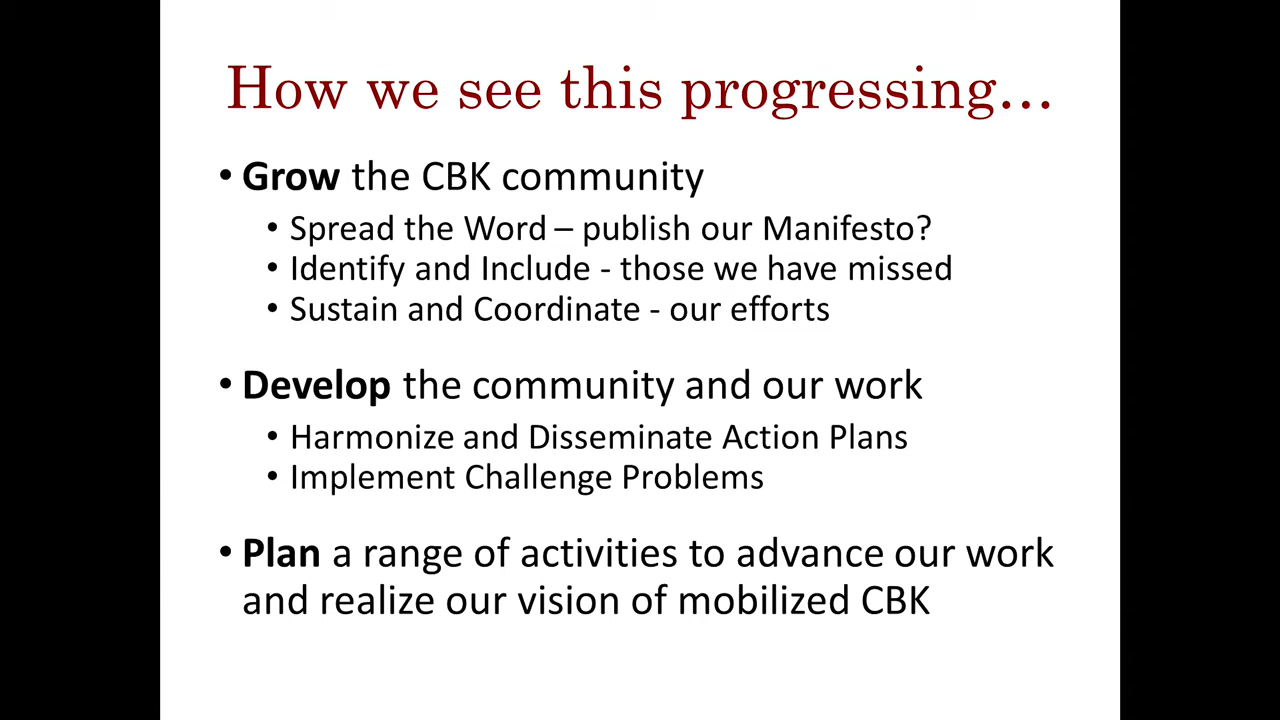 How we see this progressing...
• Grow the CBK community
• Spread the Word – publish our Manifesto?
• Identify and Include - those we have missed
• Sustain and Coordinate - our efforts
• Develop the community and our work
• Harmonize and Disseminate Action Plans
• Implement Challenge Problems
• Plan a range of activities to advance our work
and realize our vision of mobilized CBK